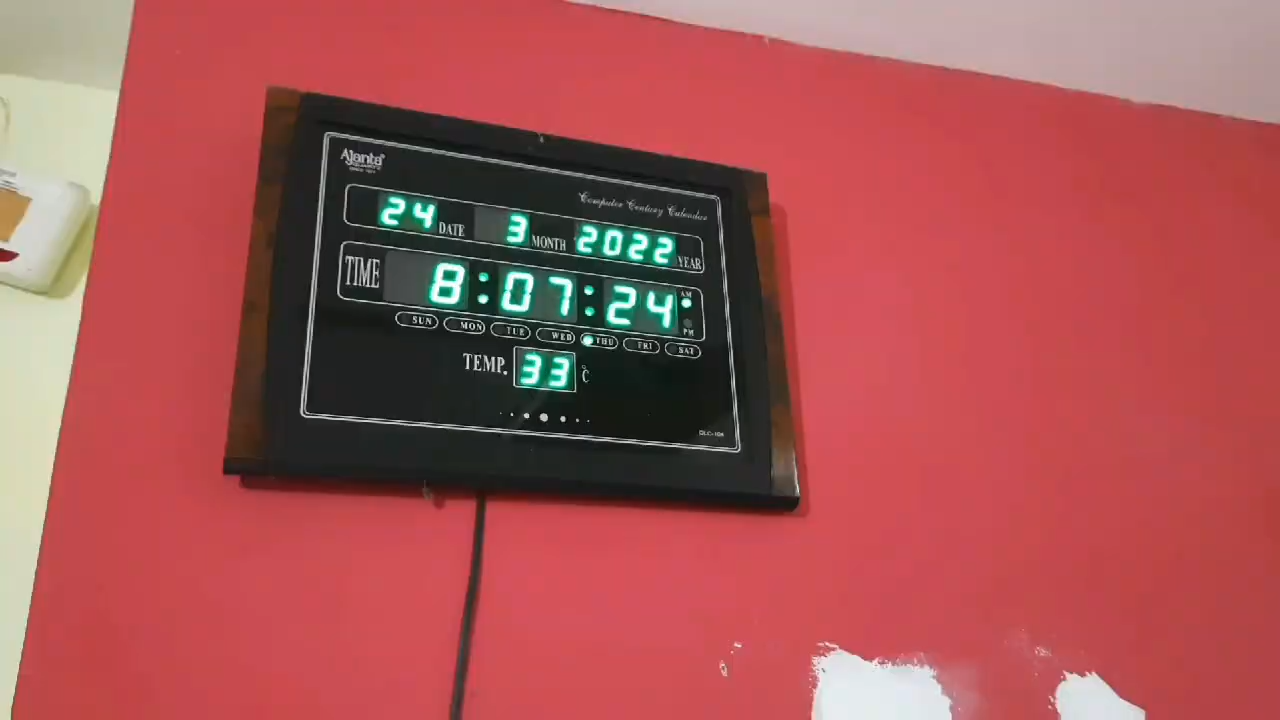 Ajanta
Computer Century Calendar
24 DATE 3 MONTH 2022 YEAR
TIME 8:07:24 AM PM
SUN MON TUE WED THU FRI SAT
TEMP. 33 °C